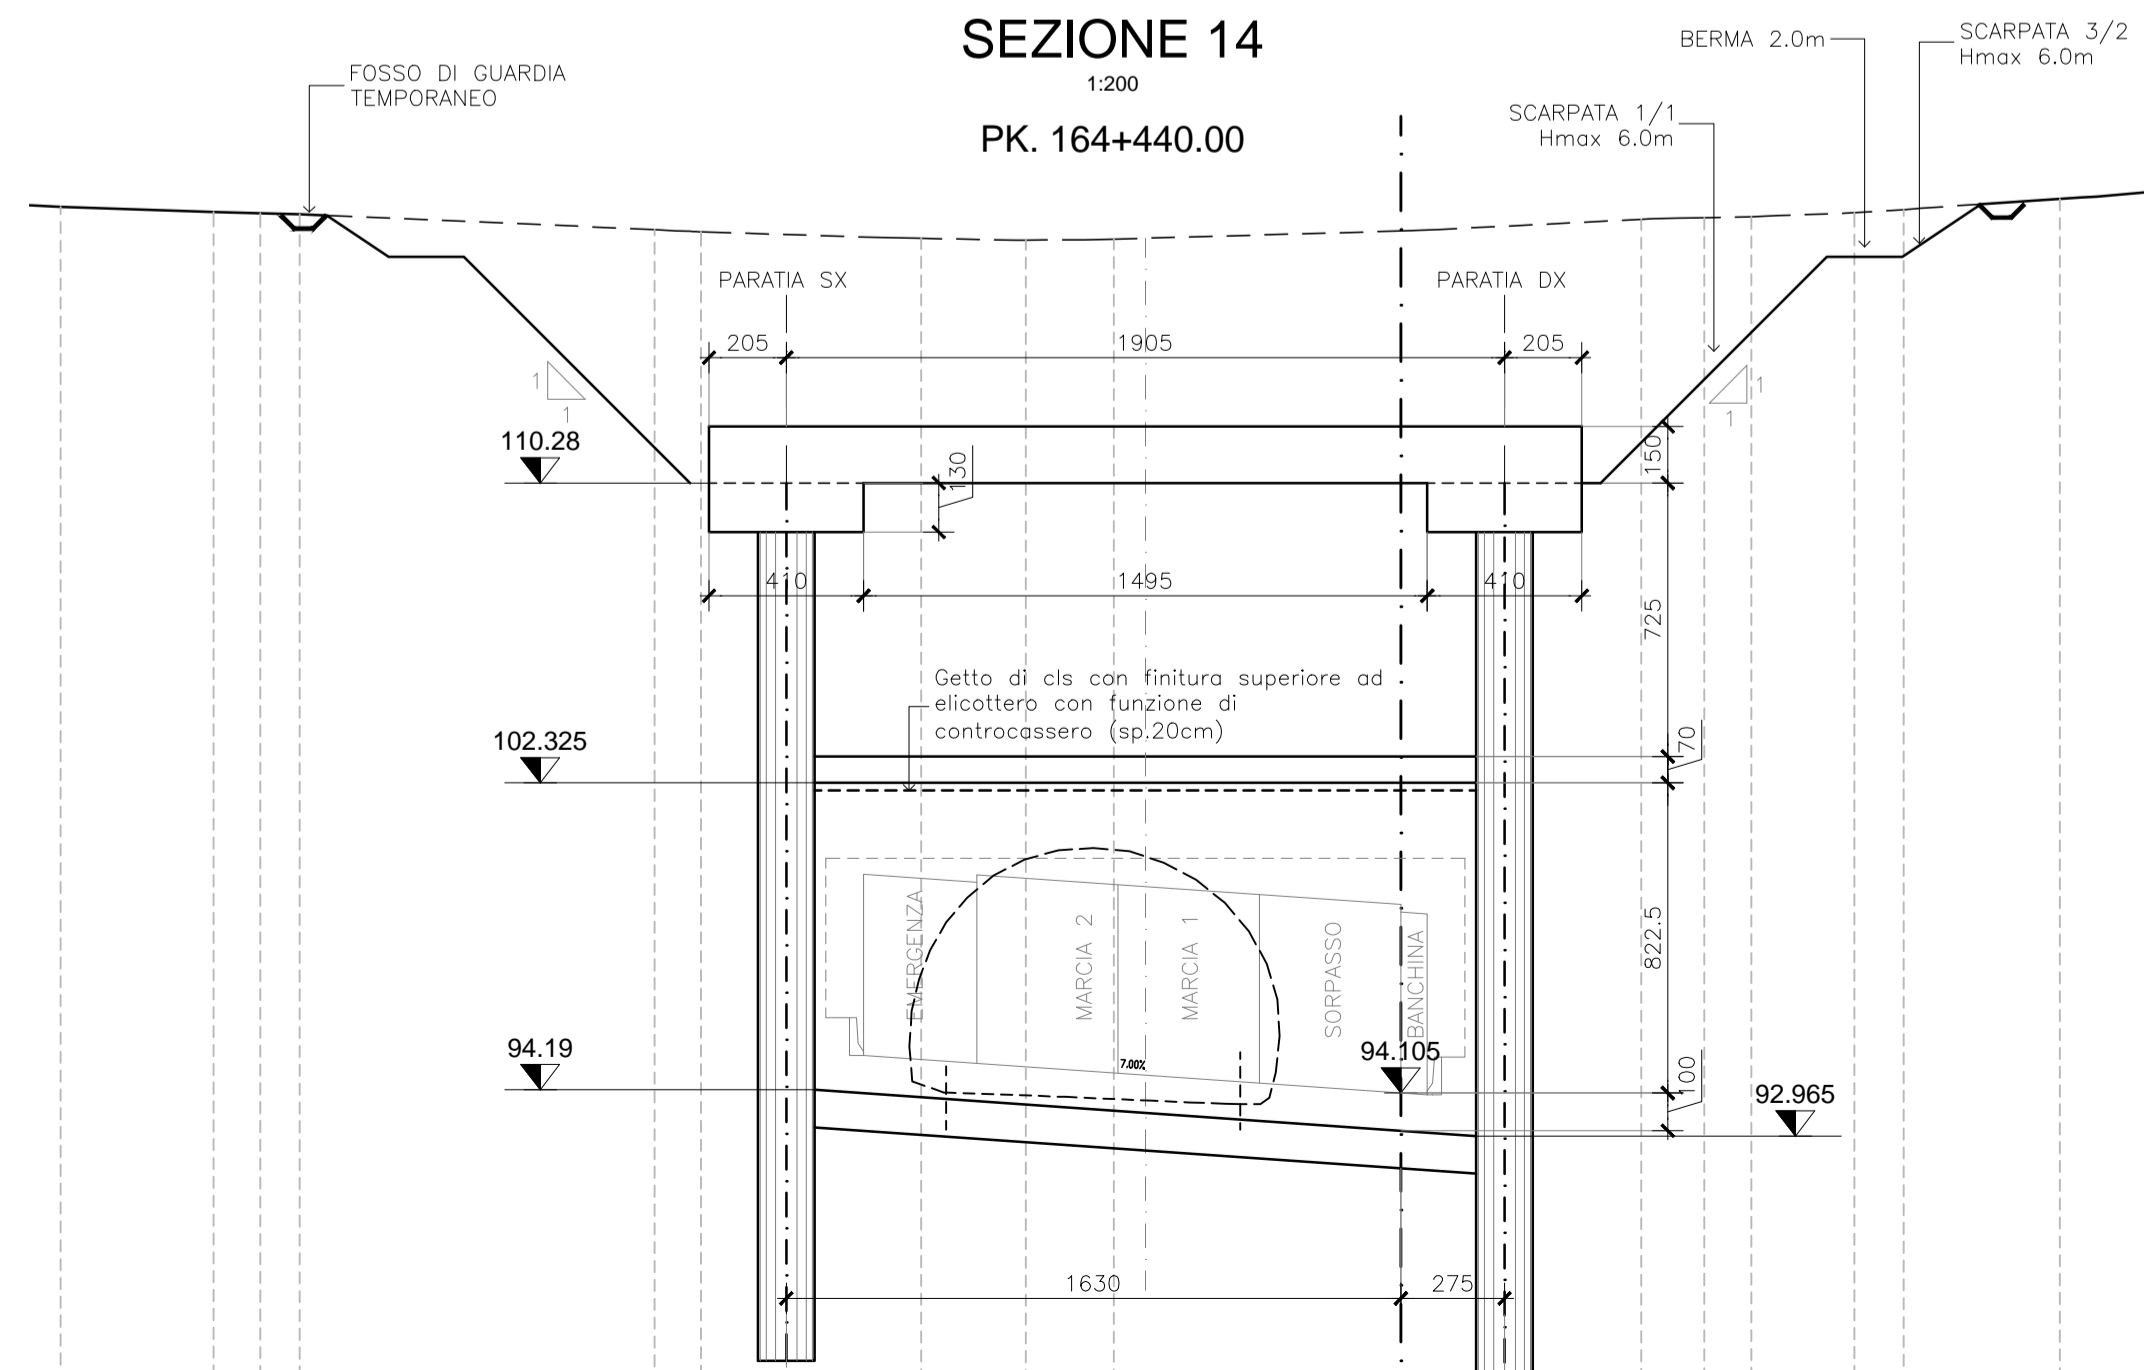 SEZIONE 14
1:200
PK. 164+440.00
FOSSO DI GUARDIA
TEMPORANEO
BERMA 2.0m
SCARPATA 3/2
Hmax 6.0m
SCARPATA 1/1
Hmax 6.0m
PARATIA SX
PARATIA DX
205
1905
205
1
1
1
1
110.28
130
150
410
1495
410
725
Getto di cls con finitura superiore ad
elicottero con funzione di
controcassero (sp.20cm)
102.325
70
EMERGENZA
MARCIA 2
MARCIA 1
SORPASSO
BANCHINA
822.5
94.19
7.00%
94.105
100
92.965
1630
275